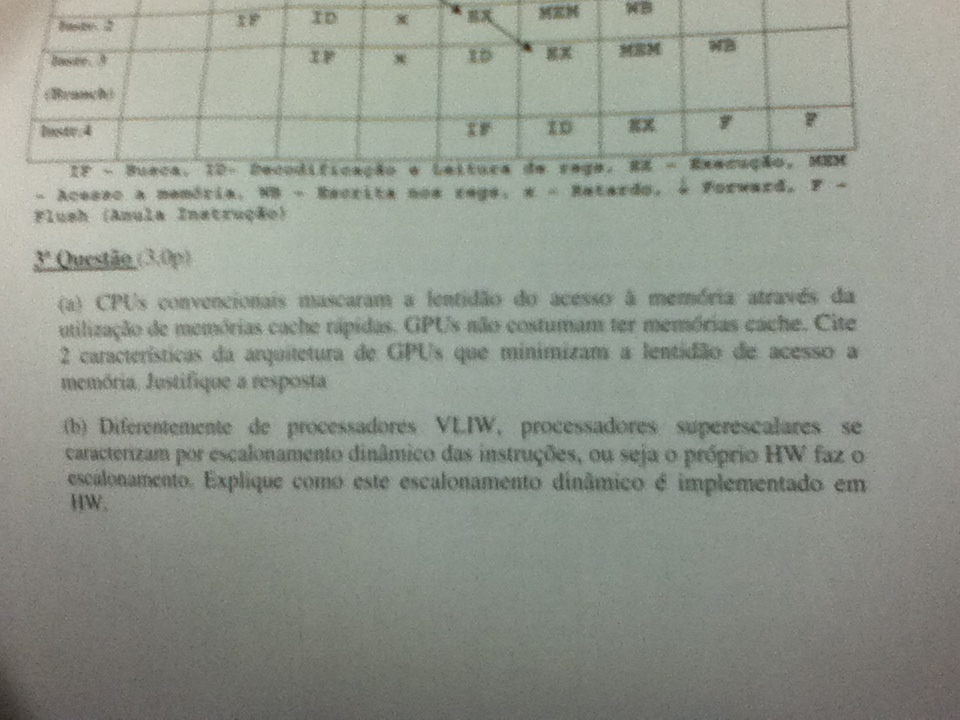 Instr. 2 IF ID x EX MEM WB
Instr. 3 IF x ID EX MEM WB
(Branch)
Instr.4 IF ID EX F F
IF - Busca, ID- Decodificação e Leitura de regs, EX - Execução, MEM
- Acesso a memória, WB - Escrita nos regs, x - Retardo, ↓ Forward, F -
Flush (Anula Instrução)
3ª Questão (3,0p)
(a) CPUs convencionais mascaram a lentidão do acesso à memória através da
utilização de memórias cache rápidas. GPUs não costumam ter memórias cache. Cite
2 características da arquitetura de GPUs que minimizam a lentidão de acesso a
memória. Justifique a resposta
(b) Diferentemente de processadores VLIW, processadores superescalares se
caracterizam por escalonamento dinâmico das instruções, ou seja o próprio HW faz o
escalonamento. Explique como este escalonamento dinâmico é implementado em
HW.